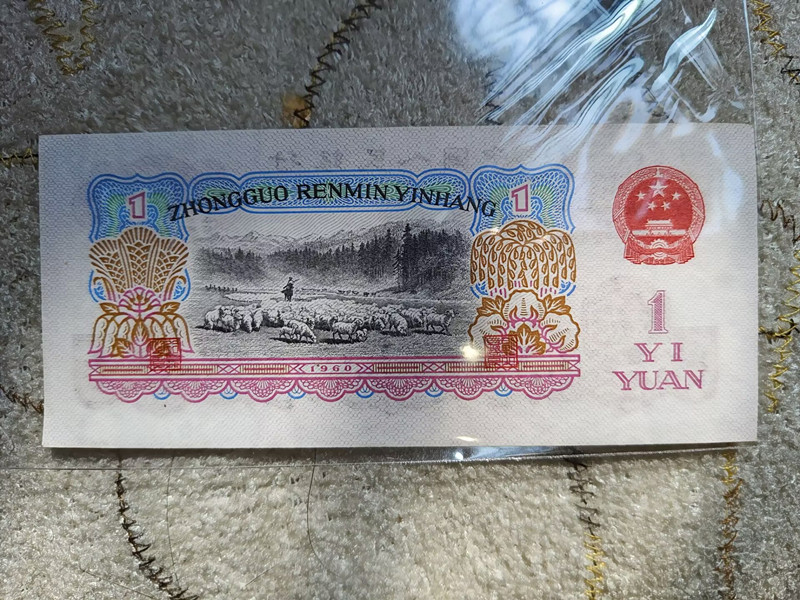 1 ZHONGGUO RENMIN YINHANG 1
1960
1
YI
YUAN